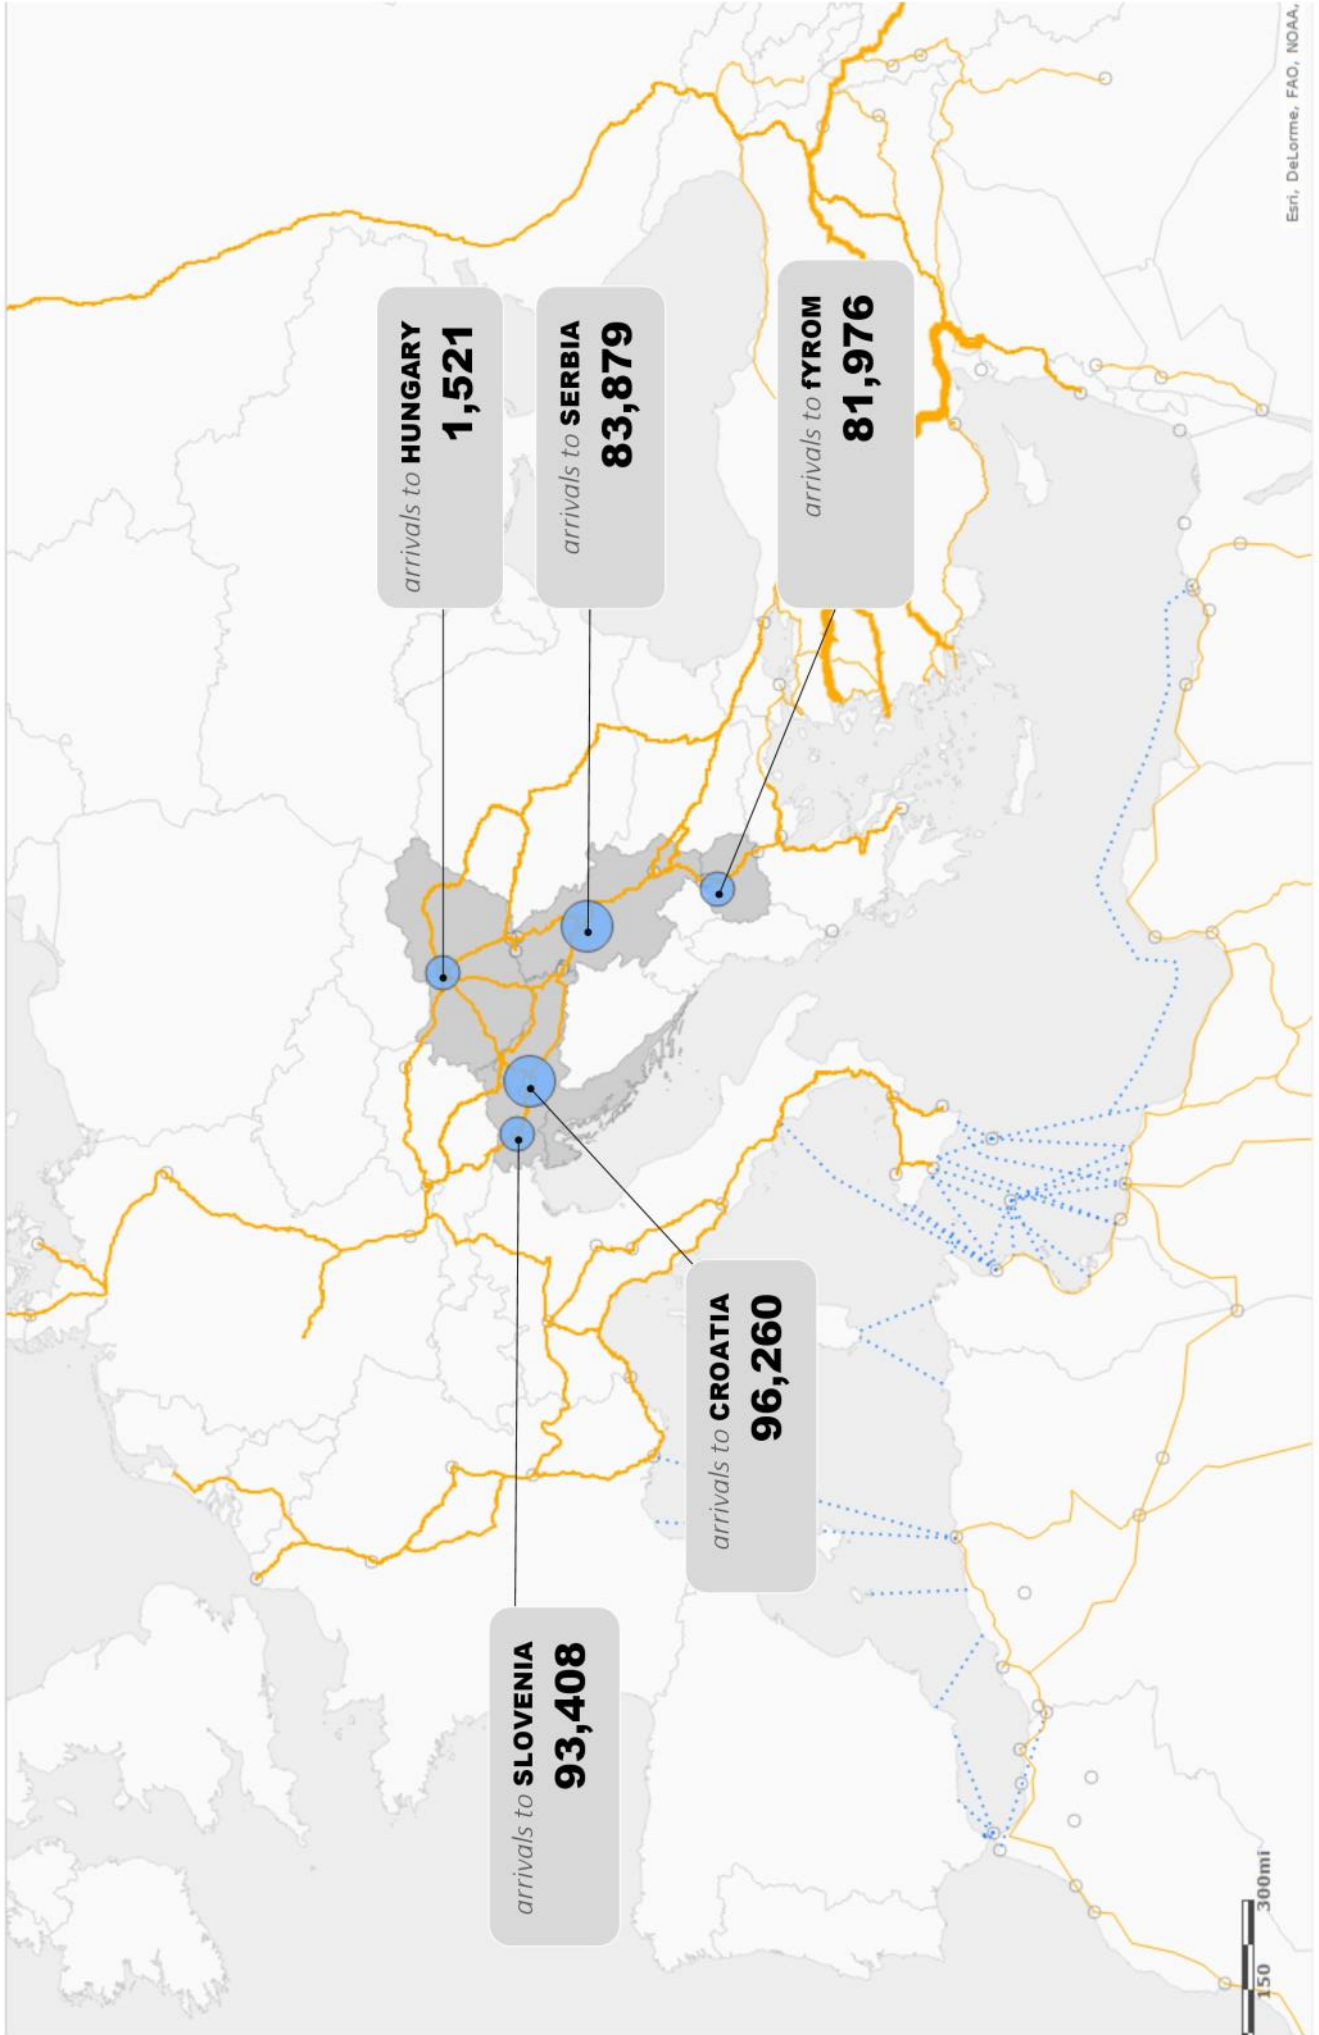 arrivals to HUNGARY
1,521
arrivals to SERBIA
83,879
arrivals to fYROM
81,976
arrivals to SLOVENIA
93,408
arrivals to CROATIA
96,260
150 300mi
Esri, DeLorme, FAO, NOAA,